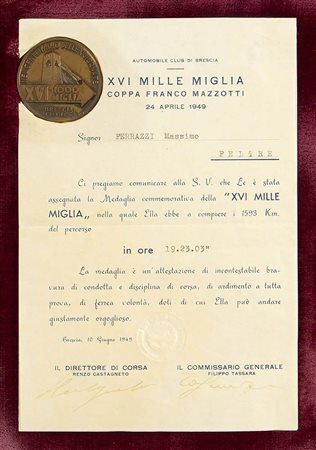 AUTOMOBILE CLUB DI BRESCIA
XVI MILLE MIGLIA
COPPA FRANCO MAZZOTTI
24 APRILE 1949
Signor FERRAZZI Massimo
FELTRE
Ci pregiamo comunicare alla S. V. che Le è stata
assegnata la Medaglia commemorativa della "XVI MILLE
MIGLIA„ nella quale Ella ebbe a compiere i 1593 Km.
del percorso
in ore 19.23.03"
La medaglia è un'attestazione di incontestabile bra-
vura di condotta e disciplina di corsa, di ardimento a tutta
prova, di ferrea volontà, doti di cui Ella può andare
giustamente orgoglioso.
Brescia, 10 Giugno 1949
IL DIRETTORE DI CORSA
RENZO CASTAGNETO
IL COMMISSARIO GENERALE
FILIPPO TASSARA
XVI 1000
MIGLIA